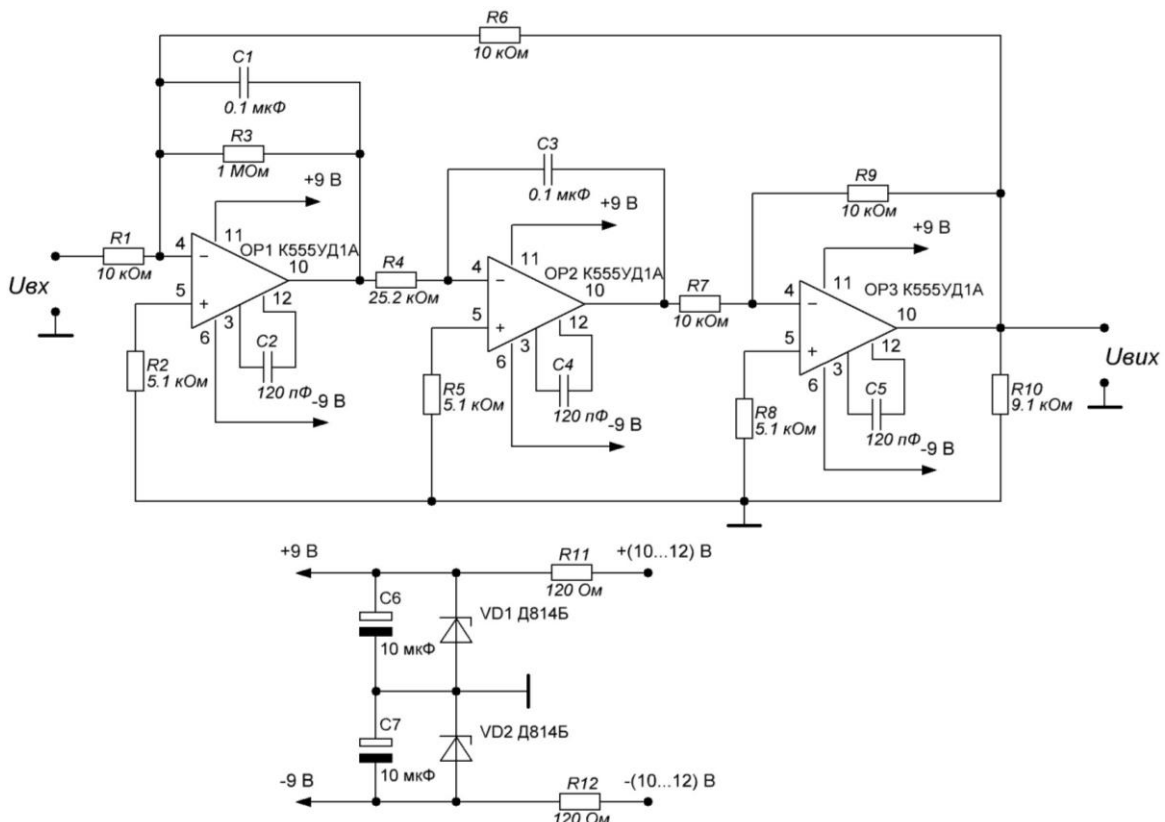 R6
10 кОм
C1
0.1 мкФ
R3
1 МОм
C3
0.1 мкФ
R9
10 кОм
+9 В
+9 В
+9 В
R1
10 кОм
4
−
11
OP1 К555УД1А
10
5
+
12
3
6
C2
120 пФ
-9 В
Uвх
R2
5.1 кОм
R4
25.2 кОм
4
−
11
OP2 К555УД1А
10
5
+
12
3
6
C4
120 пФ
-9 В
R5
5.1 кОм
R7
10 кОм
4
−
11
OP3 К555УД1А
10
5
+
12
3
6
C5
120 пФ
-9 В
R8
5.1 кОм
Uвих
R10
9.1 кОм
+9 В
R11
120 Ом
+(10...12) В
C6
10 мкФ
VD1 Д814Б
C7
10 мкФ
VD2 Д814Б
-9 В
R12
120 Ом
-(10...12) В